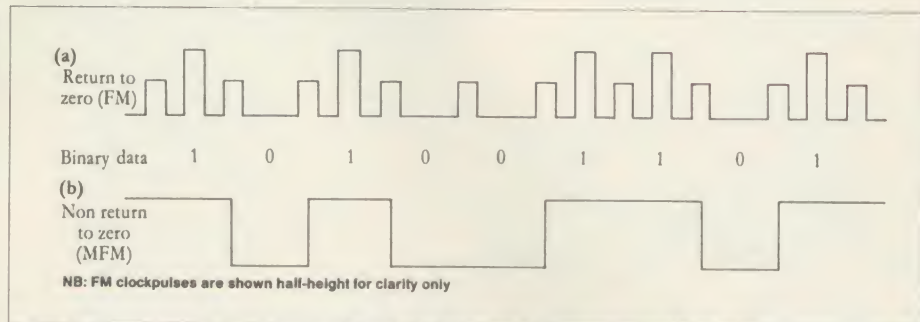 (a)
Return to
zero (FM)
Binary data 1 0 1 0 0 1 1 0 1
(b)
Non return
to zero
(MFM)
NB: FM clockpulses are shown half-height for clarity only